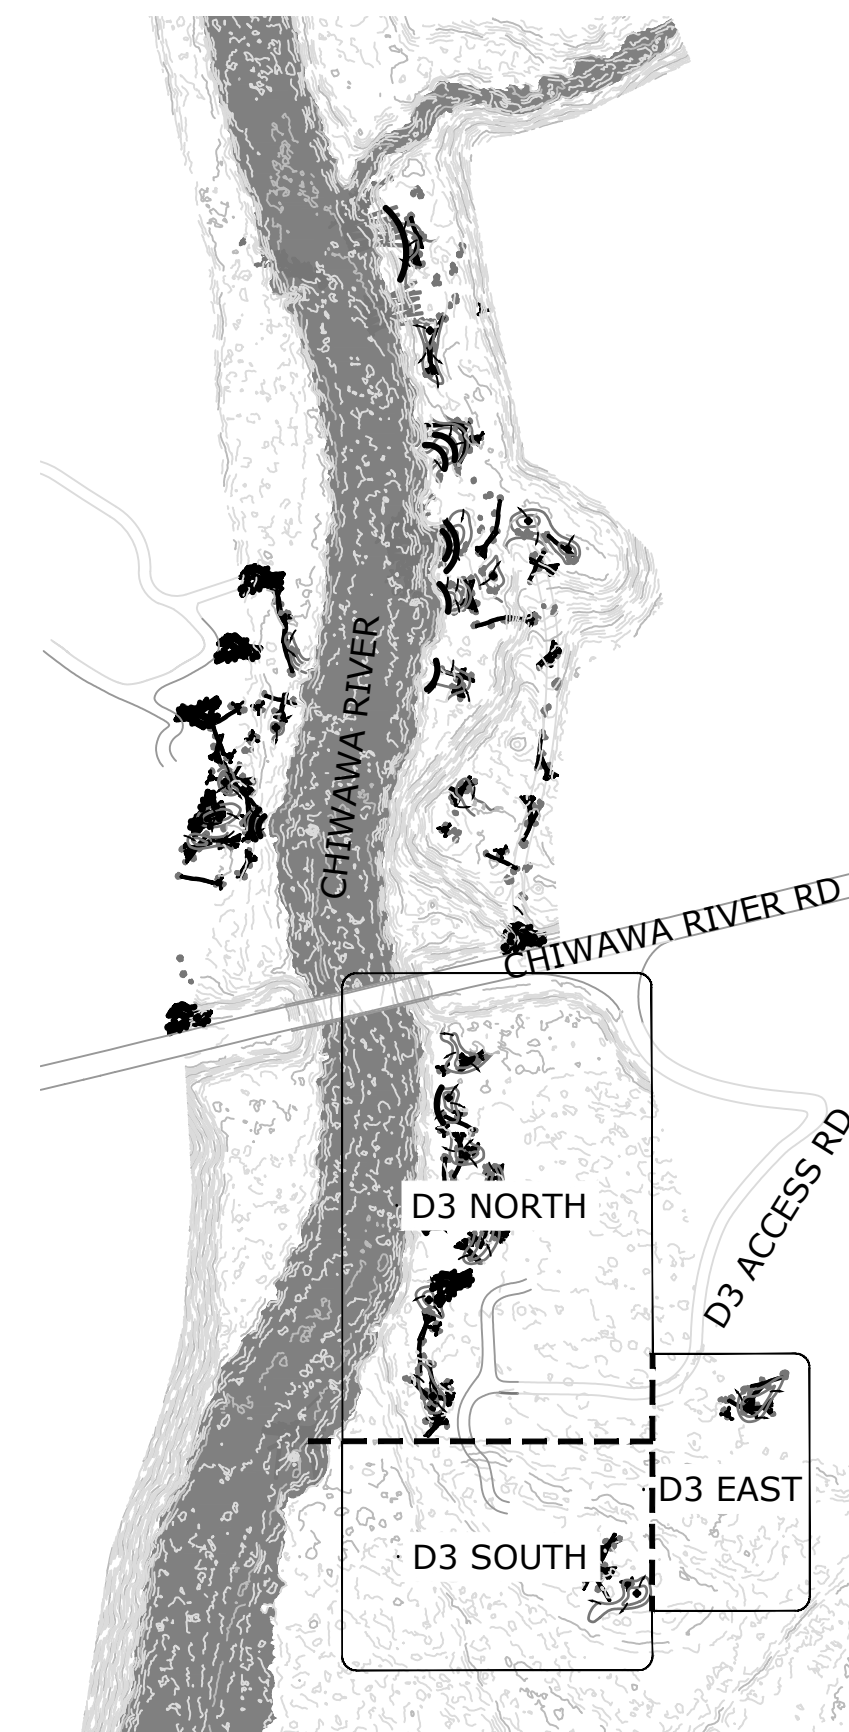 CHIWAWA RIVER
CHIWAWA RIVER RD
D3 ACCESS RD
D3 NORTH
D3 EAST
D3 SOUTH